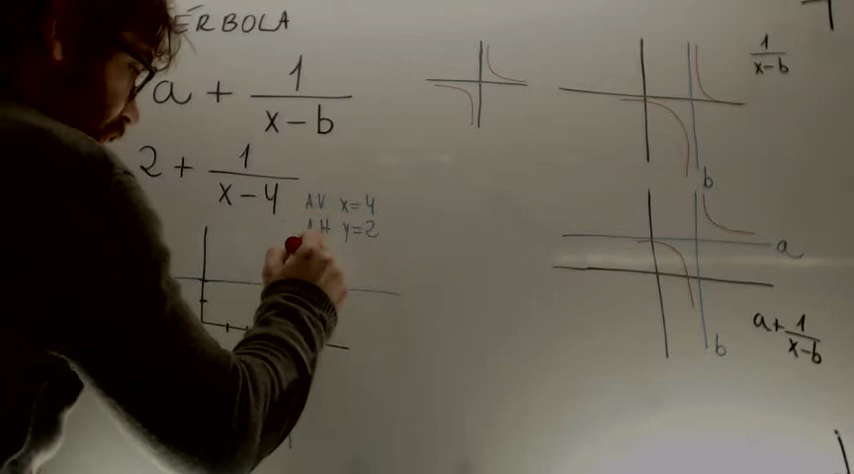 ÉRBOLA
a + 1/(x-b)
2 + 1/(x-4)
A.V. x=4
A.H y=2
1/(x-b)
b
a
b
a+ 1/(x-b)